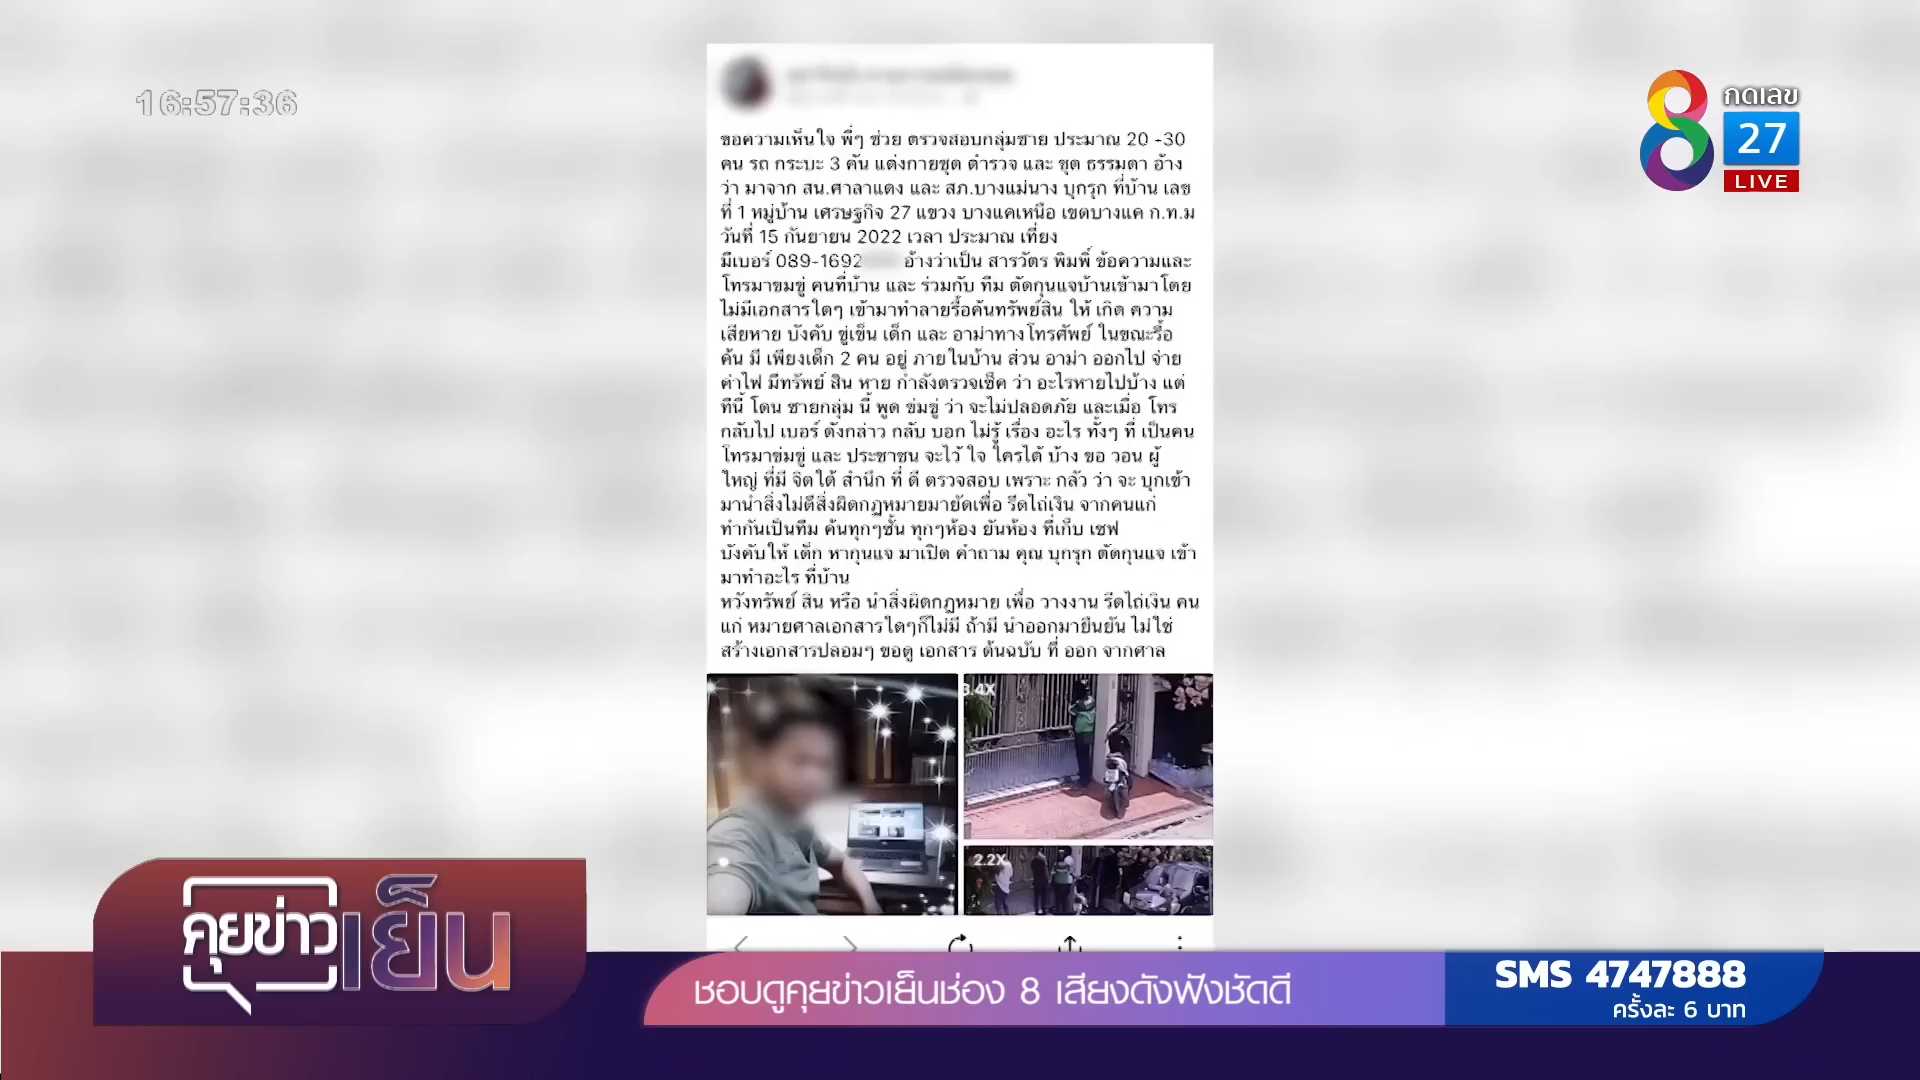 16:57:36
กดเลข
27
LIVE
ขอความเห็นใจ พี่ๆ ช่วย ตรวจสอบกลุ่มชาย ประมาณ 20 -30
คน รถ กระบะ 3 คัน แต่งกายชุด ตำรวจ และ ชุด ธรรมดา อ้าง
ว่า มาจาก สน.ศาลาแดง และ สภ.บางแม่นาง บุกรุก ที่บ้าน เลข
ที่ 1 หมู่บ้าน เศรษฐกิจ 27 แขวง บางแคเหนือ เขตบางแค ก.ท.ม
วันที่ 15 กันยายน 2022 เวลา ประมาณ เที่ยง
มีเบอร์ 089-1692 อ้างว่าเป็น สารวัตร พิมพ์ ข้อความและ
โทรมาขมขู่ คนที่บ้าน และ ร่วมกับ ทีม ตัดกุนแจบ้านเข้ามาโดย
ไม่มีเอกสารใดๆ เข้ามาทำลายรื้อค้นทรัพย์สิน ให้ เกิด ความ
เสียหาย บังคับ ขู่เข็น เด็ก และ อาม่าทางโทรศัพย์ ในขณะรื้อ
ค้น มี เพียงเด็ก 2 คน อยู่ ภายในบ้าน ส่วน อาม่า ออกไป จ่าย
ค่าไฟ มีทรัพย์ สิน หาย กำลังตรวจเช็ค ว่า อะไรหายไปบ้าง แต่
ทีนี้ โดน ชายกลุ่ม นี้ พูด ข่มขู่ ว่า จะไม่ปลอดภัย และเมื่อ โทร
กลับไป เบอร์ ดังกล่าว กลับ บอก ไม่รู้ เรื่อง อะไร ทั้งๆ ที่ เป็นคน
โทรมาข่มขู่ และ ประชาชน จะไว้ ใจ ใครได้ บ้าง ขอ วอน ผู้
ใหญ่ ที่มี จิตใต้ สำนึก ที่ ดี ตรวจสอบ เพราะ กลัว ว่า จะ บุกเข้า
มานำสิ่งไม่ดีสิ่งผิดกฎหมายมายัดเพื่อ รีดไถ่เงิน จากคนแก่
ทำกันเป็นทีม ค้นทุกๆชั้น ทุกๆห้อง ยันห้อง ที่เก็บ เซฟ
บังคับให้ เด็ก หากุนแจ มาเปิด คำถาม คุณ บุกรุก ตัดกุนแจ เข้า
มาทำอะไร ที่บ้าน
หวังทรัพย์ สิน หรือ นำสิ่งผิดกฎหมาย เพื่อ วางงาน รีดไถ่เงิน คน
แก่ หมายศาลเอกสารใดๆก็ไม่มี ถ้ามี นำออกมายืนยัน ไม่ใช่
สร้างเอกสารปลอมๆ ขอดู เอกสาร ต้นฉบับ ที่ ออก จากศาล
3.4X
2.2X
คุยข่าวเย็น
ชอบดูคุยข่าวเย็นช่อง 8 เสียงดังฟังชัดดี
SMS 4747888
ครั้งละ 6 บาท